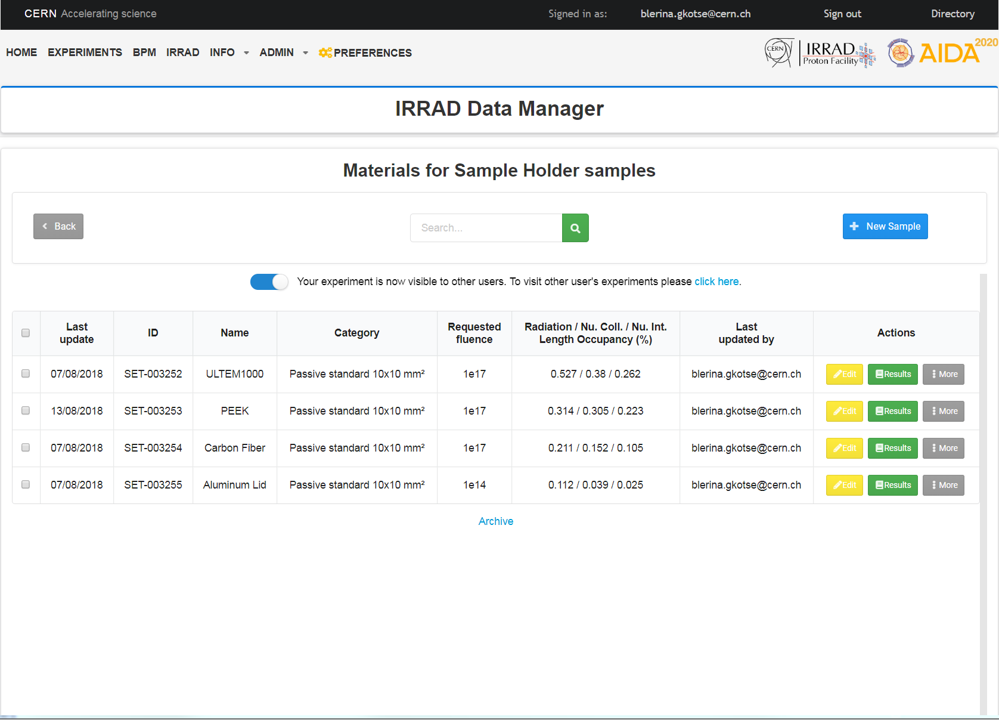 CERN Accelerating science Signed in as: blerina.gkotse@cern.ch Sign out Directory
HOME EXPERIMENTS BPM IRRAD INFO ADMIN PREFERENCES
CERN IRRAD Proton Facility AIDA 2020
IRRAD Data Manager
Materials for Sample Holder samples
Back Search... New Sample
Your experiment is now visible to other users. To visit other user's experiments please click here.
Last update ID Name Category Requested fluence Radiation / Nu. Coll. / Nu. Int. Length Occupancy (%) Last updated by Actions
07/08/2018 SET-003252 ULTEM1000 Passive standard 10x10 mm² 1e17 0.527 / 0.38 / 0.262 blerina.gkotse@cern.ch Edit Results More
13/08/2018 SET-003253 PEEK Passive standard 10x10 mm² 1e17 0.314 / 0.305 / 0.223 blerina.gkotse@cern.ch Edit Results More
07/08/2018 SET-003254 Carbon Fiber Passive standard 10x10 mm² 1e17 0.211 / 0.152 / 0.105 blerina.gkotse@cern.ch Edit Results More
07/08/2018 SET-003255 Aluminum Lid Passive standard 10x10 mm² 1e14 0.112 / 0.039 / 0.025 blerina.gkotse@cern.ch Edit Results More
Archive